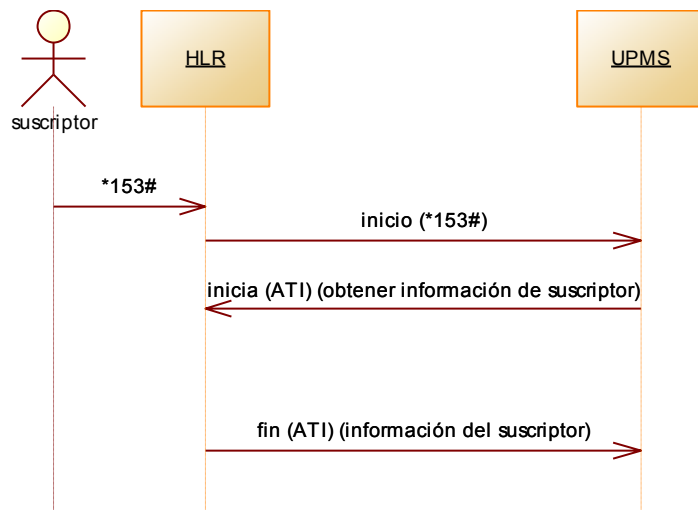 HLR
UPMS
suscriptor
*153#
inicio (*153#)
inicia (ATI) (obtener información de suscriptor)
fin (ATI) (información del suscriptor)